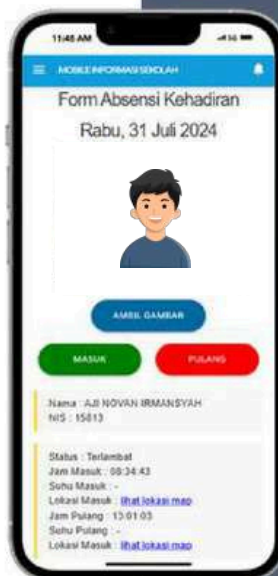 11:48 AM
MOBILE INFORMASI SEKOLAH
Form Absensi Kehadiran
Rabu, 31 Juli 2024
AMBIL GAMBAR
MASUK
PULANG
Nama : AJI NOVAN IRMANSYAH
NIS : 15813
Status : Terlambat
Jam Masuk : 08:34:43
Suhu Masuk : -
Lokasi Masuk : lihat lokasi map
Jam Pulang : 13:01:03
Suhu Pulang : -
Lokasi Masuk : lihat lokasi map